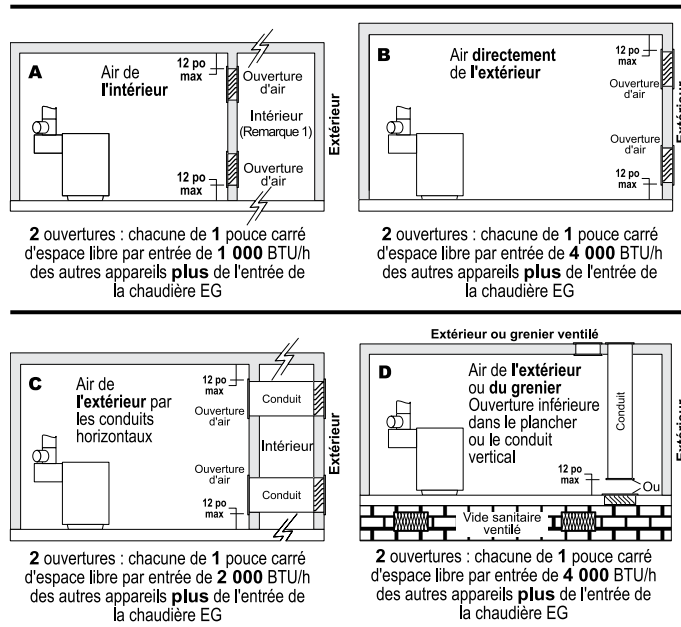 A
Air de
l'intérieur
12 po
max
Ouverture
d'air
Intérieur
(Remarque 1)
Ouverture
d'air
12 po
max
Extérieur
2 ouvertures : chacune de 1 pouce carré
d'espace libre par entrée de 1 000 BTU/h
des autres appareils plus de l'entrée de
la chaudière EG
B
Air directement
de l'extérieur
12 po
max
Ouverture
d'air
Ouverture
d'air
12 po
max
Extérieur
2 ouvertures : chacune de 1 pouce carré
d'espace libre par entrée de 4 000 BTU/h
des autres appareils plus de l'entrée de
la chaudière EG
C
Air de
l'extérieur par
les conduits
horizontaux
12 po
max
Ouverture
d'air
Conduit
Intérieur
Ouverture
d'air
12 po
max
Conduit
Extérieur
2 ouvertures : chacune de 1 pouce carré
d'espace libre par entrée de 2 000 BTU/h
des autres appareils plus de l'entrée de
la chaudière EG
Extérieur ou grenier ventilé
D
Air de l'extérieur
ou du grenier
Ouverture inférieure
dans le plancher
ou le conduit
vertical
Conduit
12 po
max
Ou
Extérieur
Vide sanitaire
ventilé
2 ouvertures : chacune de 1 pouce carré
d'espace libre par entrée de 4 000 BTU/h
des autres appareils plus de l'entrée de
la chaudière EG